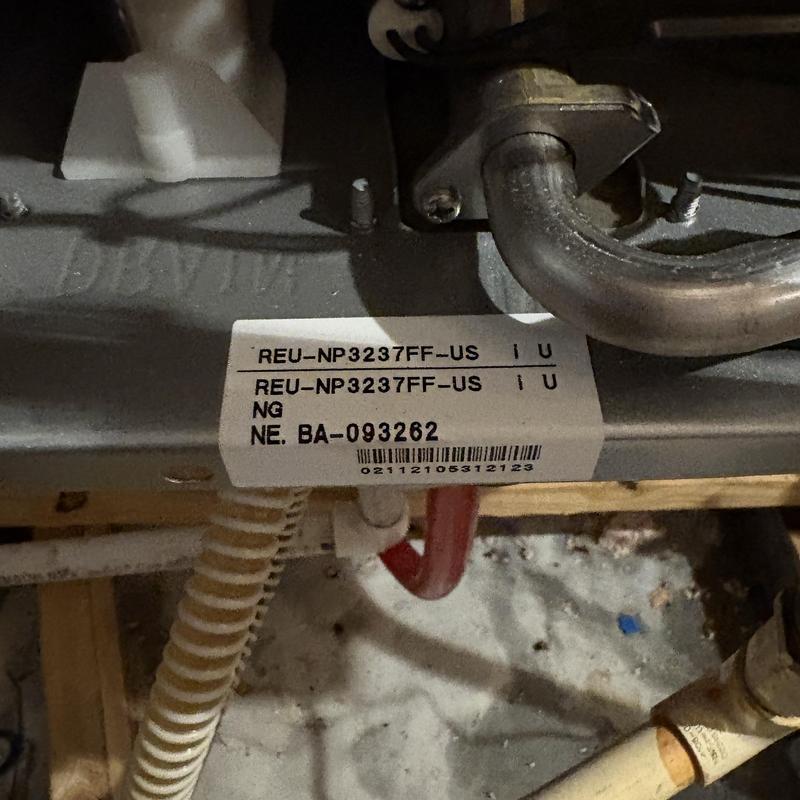 REU-NP3237FF-US i U
REU-NP3237FF-US i U
NG
NE. BA-093262
02112105312123